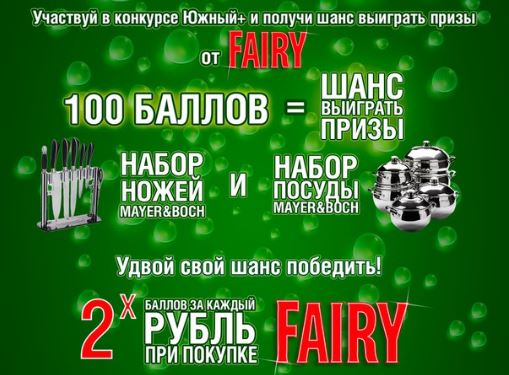 Участвуй в конкурсе Южный+ и получи шанс выиграть призы
от FAIRY
100 БАЛЛОВ = ШАНС
ВЫИГРАТЬ
ПРИЗЫ
НАБОР
НОЖЕЙ
MAYER&BOCH
И
НАБОР
ПОСУДЫ
MAYER&BOCH
Удвой свой шанс победить!
2X БАЛЛОВ ЗА КАЖДЫЙ
РУБЛЬ
ПРИ ПОКУПКЕ
FAIRY